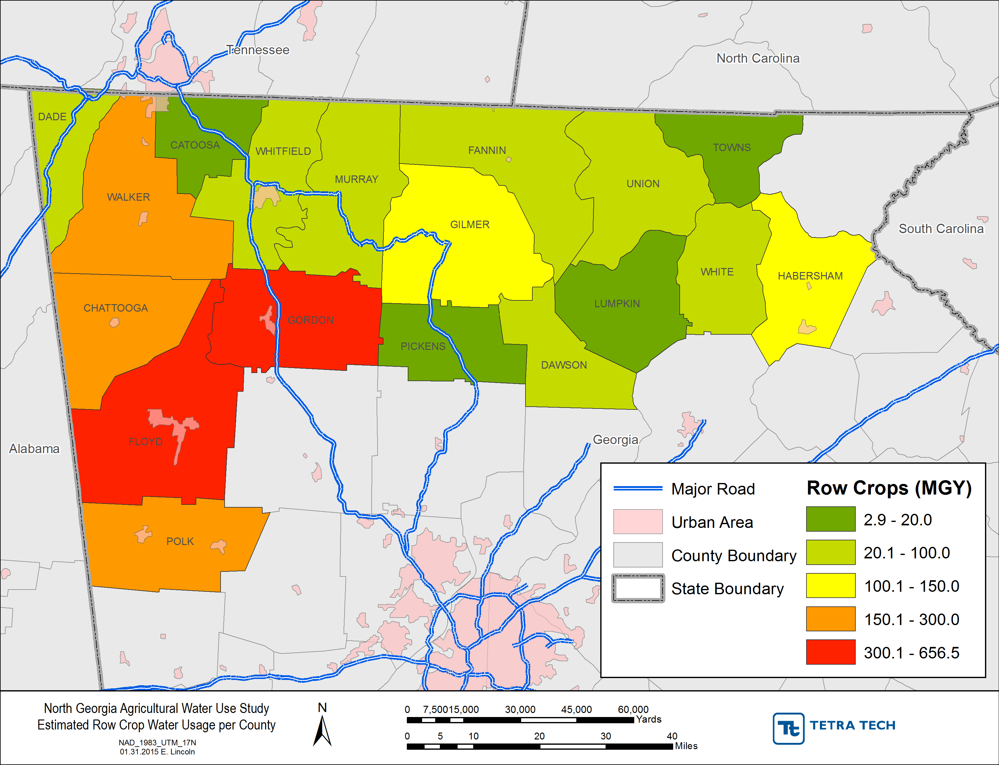 Tennessee
North Carolina
DADE
CATOOSA
WHITFIELD
FANNIN
TOWNS
MURRAY
UNION
WALKER
GILMER
South Carolina
WHITE
HABERSHAM
CHATTOOGA
LUMPKIN
GORDON
PICKENS
DAWSON
FLOYD
Georgia
Alabama
POLK
Major Road
Urban Area
County Boundary
State Boundary
Row Crops (MGY)
2.9 - 20.0
20.1 - 100.0
100.1 - 150.0
150.1 - 300.0
300.1 - 656.5
North Georgia Agricultural Water Use Study
Estimated Row Crop Water Usage per County
NAD_1983_UTM_17N
01.31.2015 E. Lincoln
N
0 7,500 15,000 30,000 45,000 60,000
Yards
0 5 10 20 30 40
Miles
Tt TETRA TECH